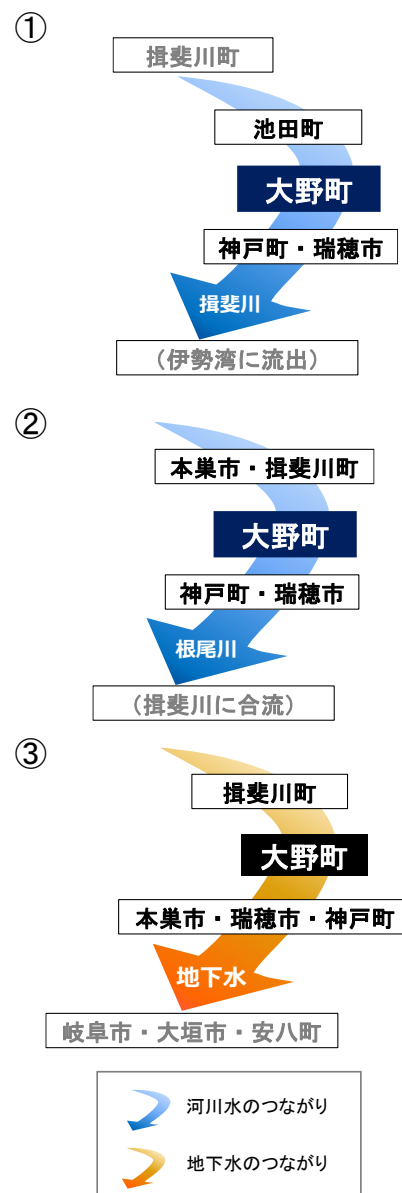 ①
揖斐川町
池田町
大野町
神戸町・瑞穂市
揖斐川
（伊勢湾に流出）
②
本巣市・揖斐川町
大野町
神戸町・瑞穂市
根尾川
（揖斐川に合流）
③
揖斐川町
大野町
本巣市・瑞穂市・神戸町
地下水
岐阜市・大垣市・安八町
河川水のつながり
地下水のつながり